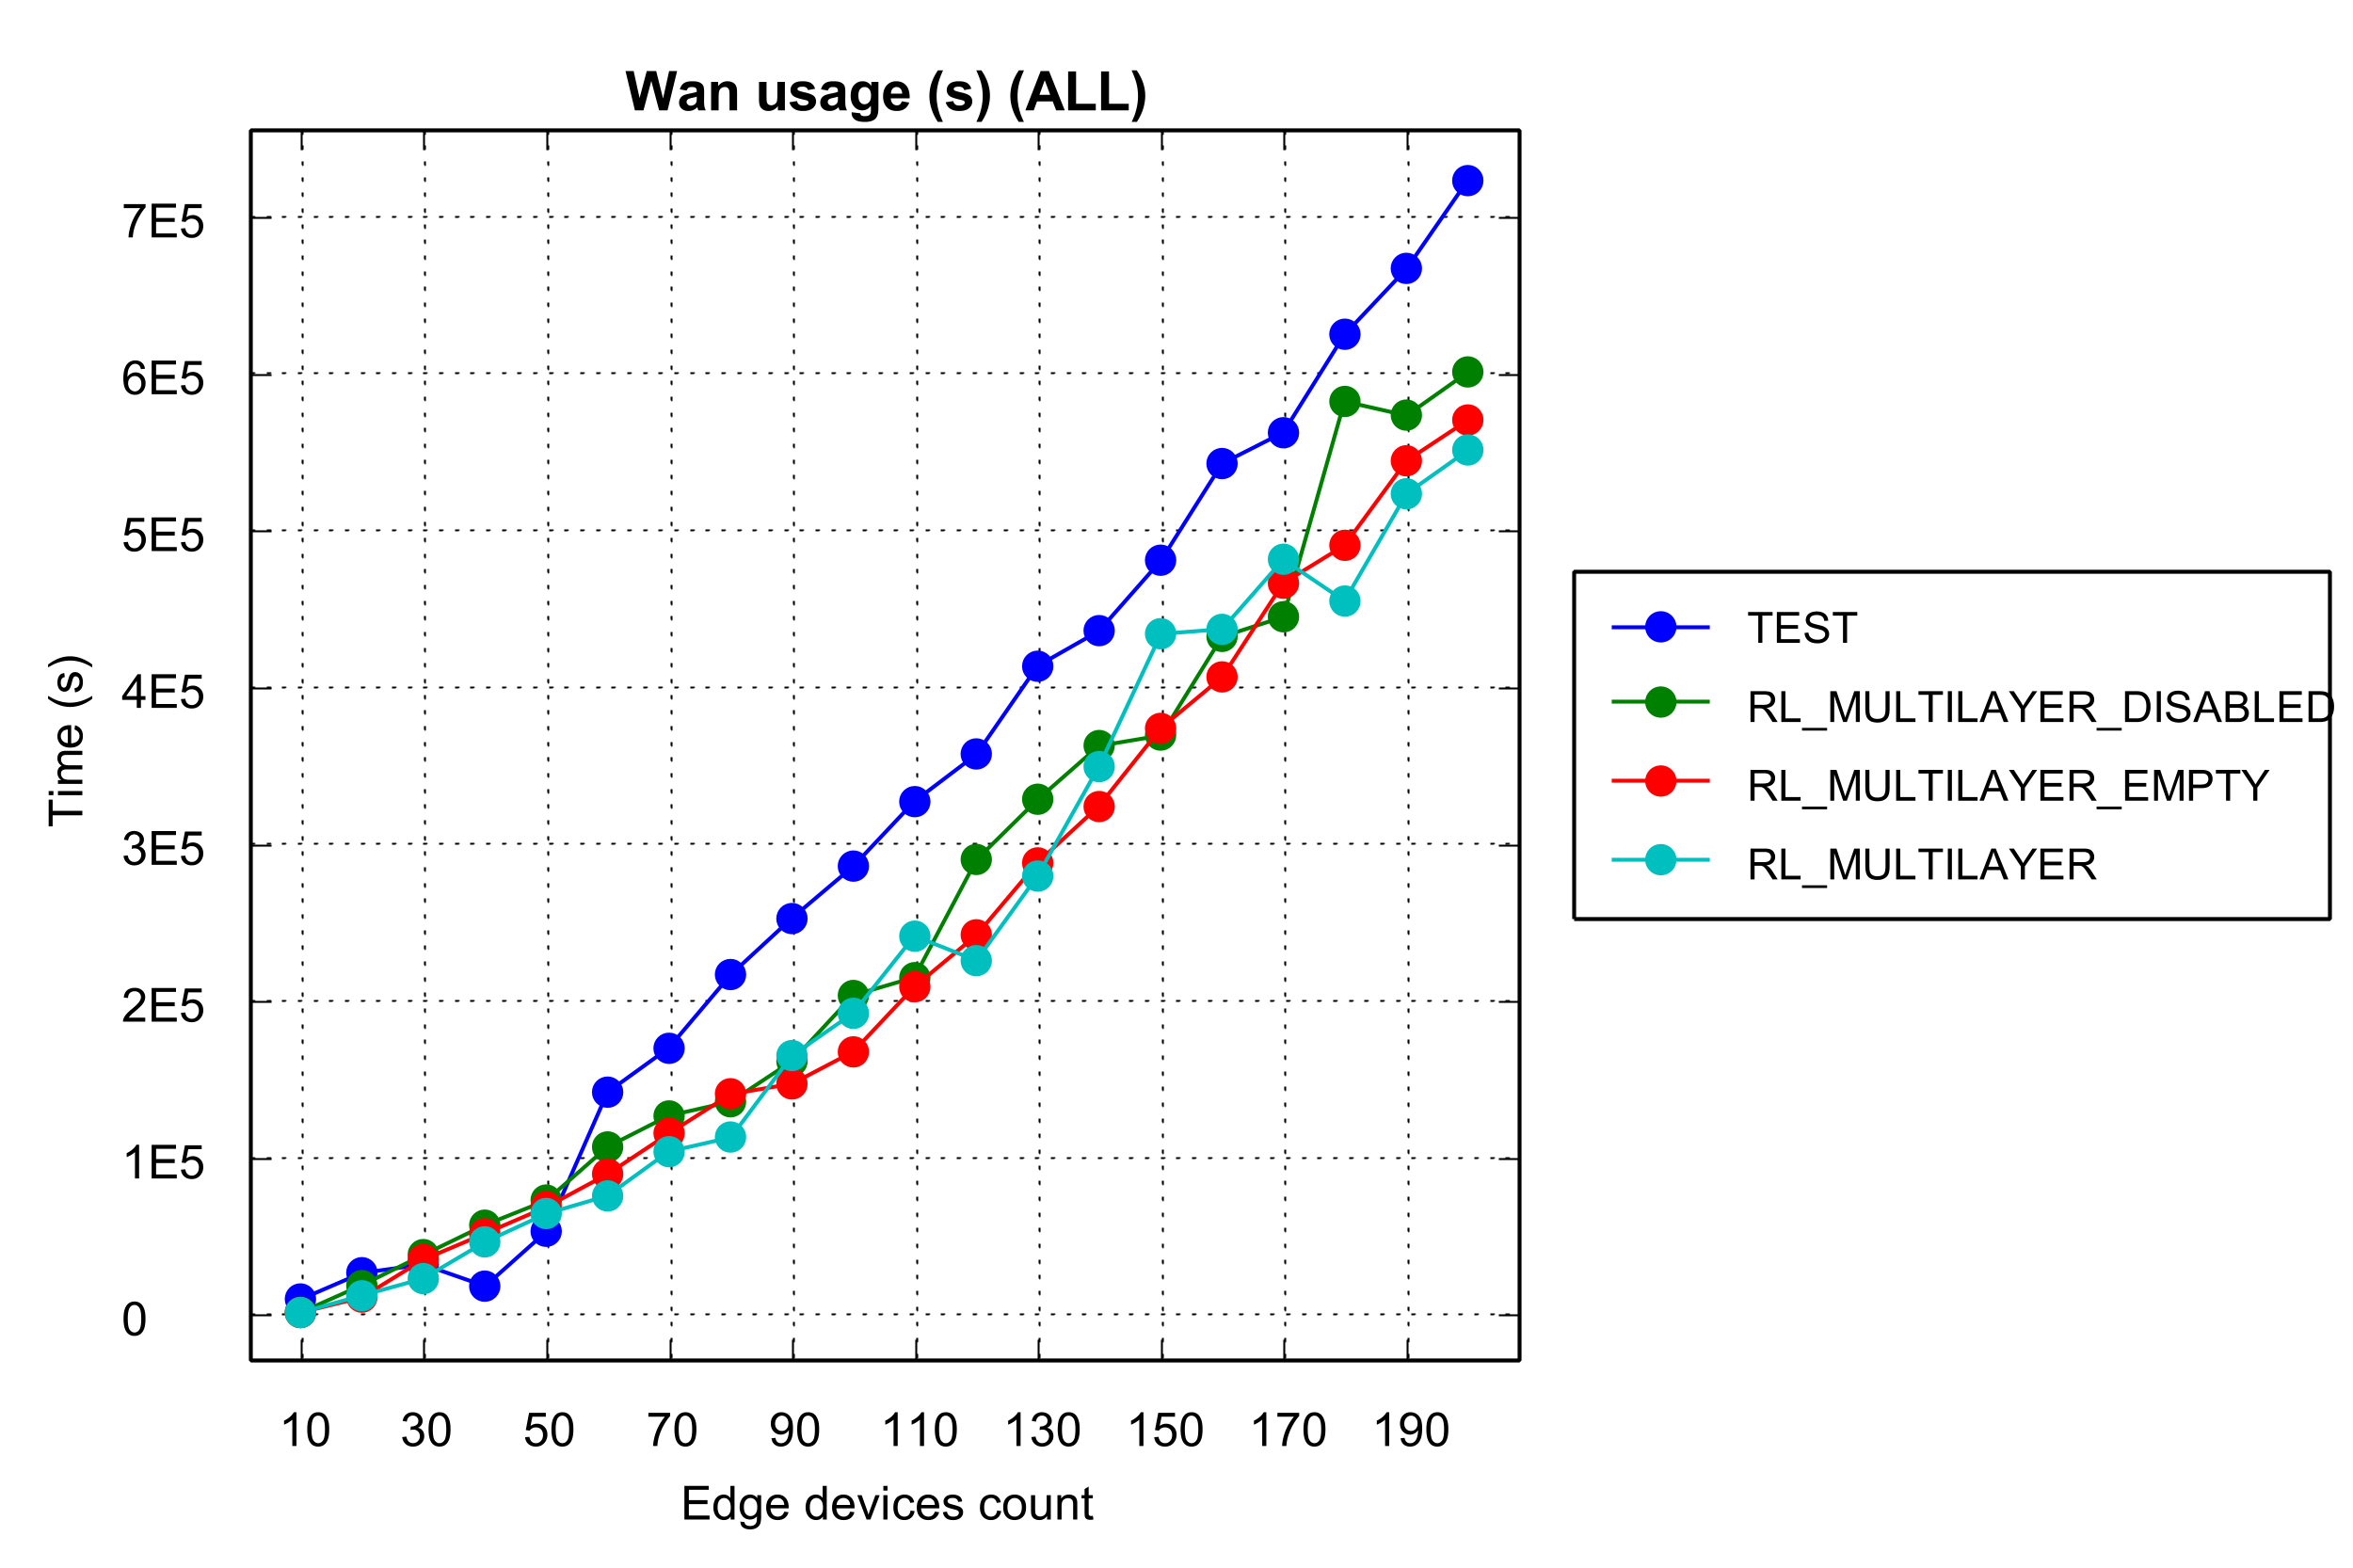 Wan usage (s) (ALL)
7E5
6E5
5E5
4E5
3E5
2E5
1E5
0
Time (s)
10 30 50 70 90 110 130 150 170 190
Edge devices count
TEST
RL_MULTILAYER_DISABLED
RL_MULTILAYER_EMPTY
RL_MULTILAYER